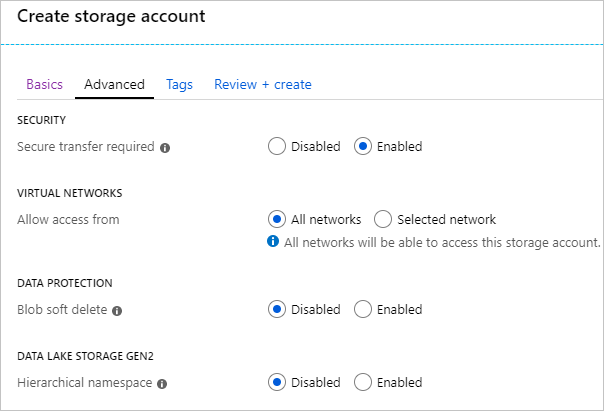 Create storage account
Basics Advanced Tags Review + create
SECURITY
Secure transfer required Disabled Enabled
VIRTUAL NETWORKS
Allow access from All networks Selected network
All networks will be able to access this storage account.
DATA PROTECTION
Blob soft delete Disabled Enabled
DATA LAKE STORAGE GEN2
Hierarchical namespace Disabled Enabled